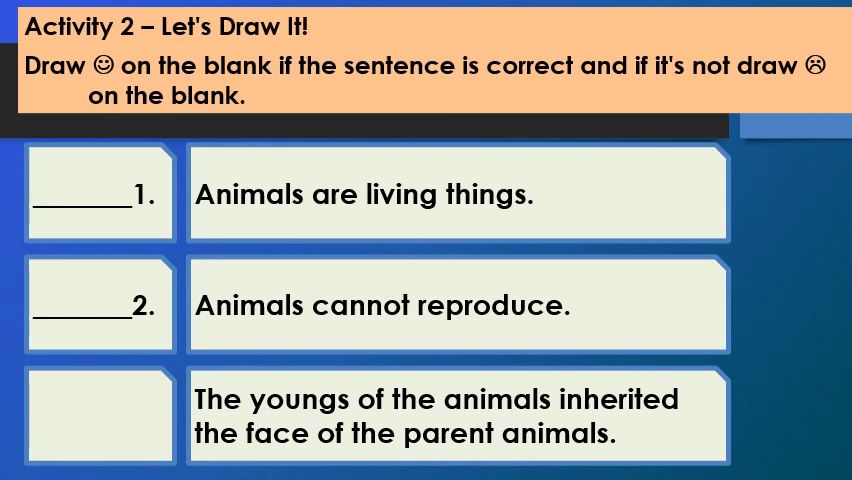 Activity 2 – Let's Draw It!
Draw ☺ on the blank if the sentence is correct and if it's not draw ☹
on the blank.
_______1. Animals are living things.
_______2. Animals cannot reproduce.
The youngs of the animals inherited
the face of the parent animals.